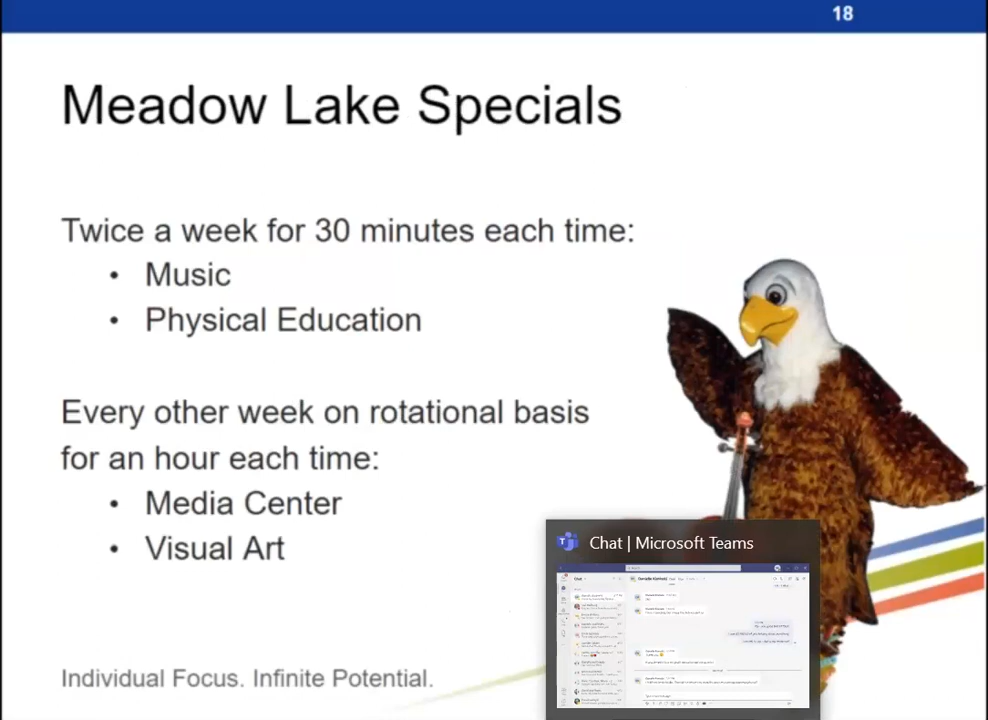 18
Meadow Lake Specials
Twice a week for 30 minutes each time:
• Music
• Physical Education
Every other week on rotational basis
for an hour each time:
• Media Center
• Visual Art
Chat | Microsoft Teams
Individual Focus. Infinite Potential.